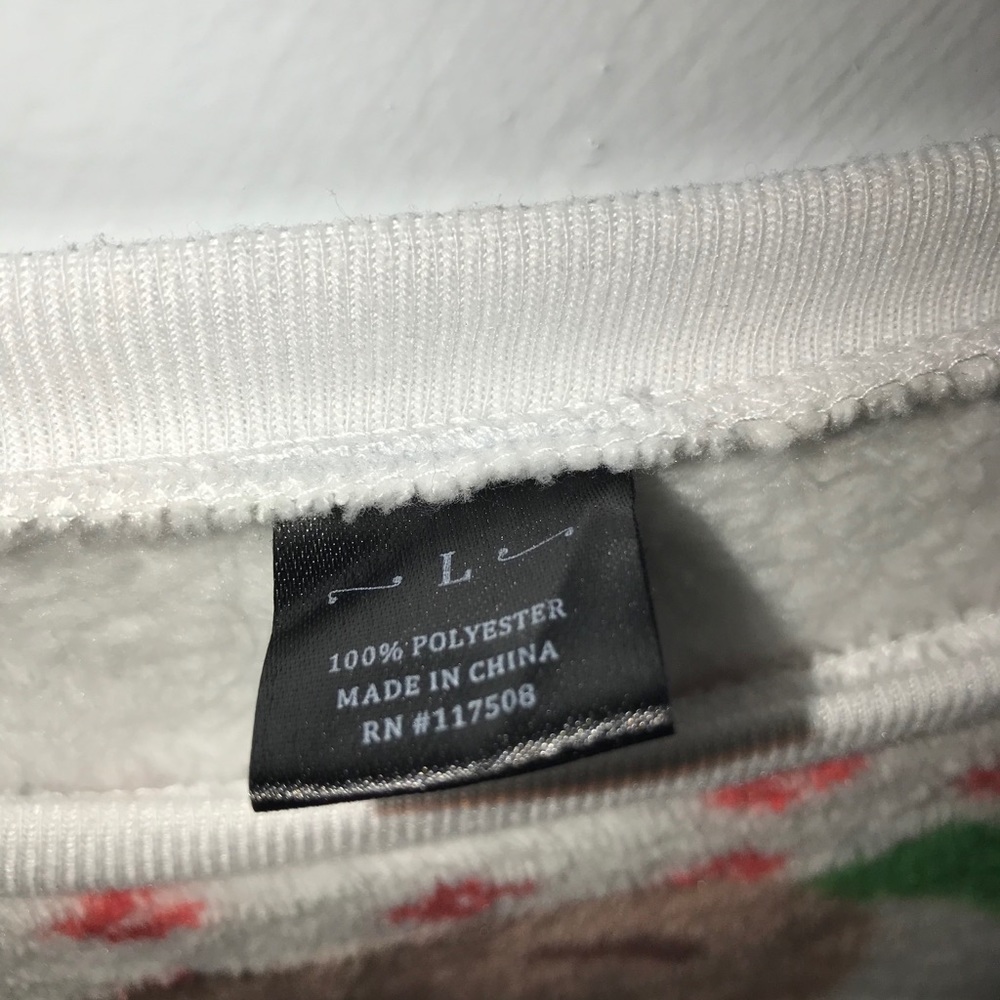 L
100% POLYESTER
MADE IN CHINA
RN #117508